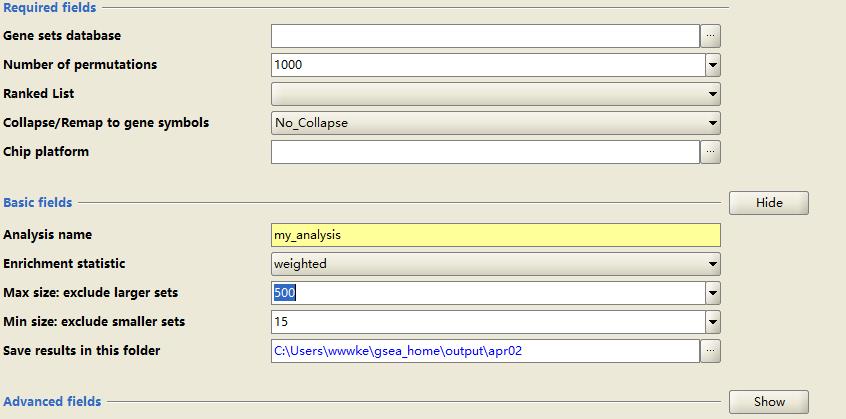 Required fields
Gene sets database ...
Number of permutations 1000
Ranked List
Collapse/Remap to gene symbols No_Collapse
Chip platform ...
Basic fields Hide
Analysis name my_analysis
Enrichment statistic weighted
Max size: exclude larger sets 500
Min size: exclude smaller sets 15
Save results in this folder C:\Users\wwwke\gsea_home\output\apr02 ...
Advanced fields Show